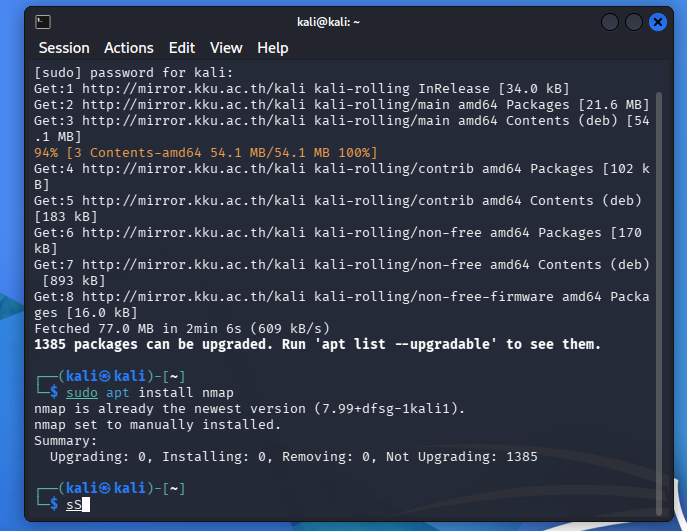 kali@kali: ~
Session Actions Edit View Help
[sudo] password for kali:
Get:1 http://mirror.kku.ac.th/kali kali-rolling InRelease [34.0 kB]
Get:2 http://mirror.kku.ac.th/kali kali-rolling/main amd64 Packages [21.6 MB]
Get:3 http://mirror.kku.ac.th/kali kali-rolling/main amd64 Contents (deb) [54
.1 MB]
94% [3 Contents-amd64 54.1 MB/54.1 MB 100%]
Get:4 http://mirror.kku.ac.th/kali kali-rolling/contrib amd64 Packages [102 k
B]
Get:5 http://mirror.kku.ac.th/kali kali-rolling/contrib amd64 Contents (deb)
[183 kB]
Get:6 http://mirror.kku.ac.th/kali kali-rolling/non-free amd64 Packages [170
kB]
Get:7 http://mirror.kku.ac.th/kali kali-rolling/non-free amd64 Contents (deb)
[893 kB]
Get:8 http://mirror.kku.ac.th/kali kali-rolling/non-free-firmware amd64 Packa
ges [16.0 kB]
Fetched 77.0 MB in 2min 6s (609 kB/s)
1385 packages can be upgraded. Run 'apt list --upgradable' to see them.
┌──(kali㉿kali)-[~]
└─$ sudo apt install nmap
nmap is already the newest version (7.99+dfsg-1kali1).
nmap set to manually installed.
Summary:
Upgrading: 0, Installing: 0, Removing: 0, Not Upgrading: 1385
┌──(kali㉿kali)-[~]
└─$ sS